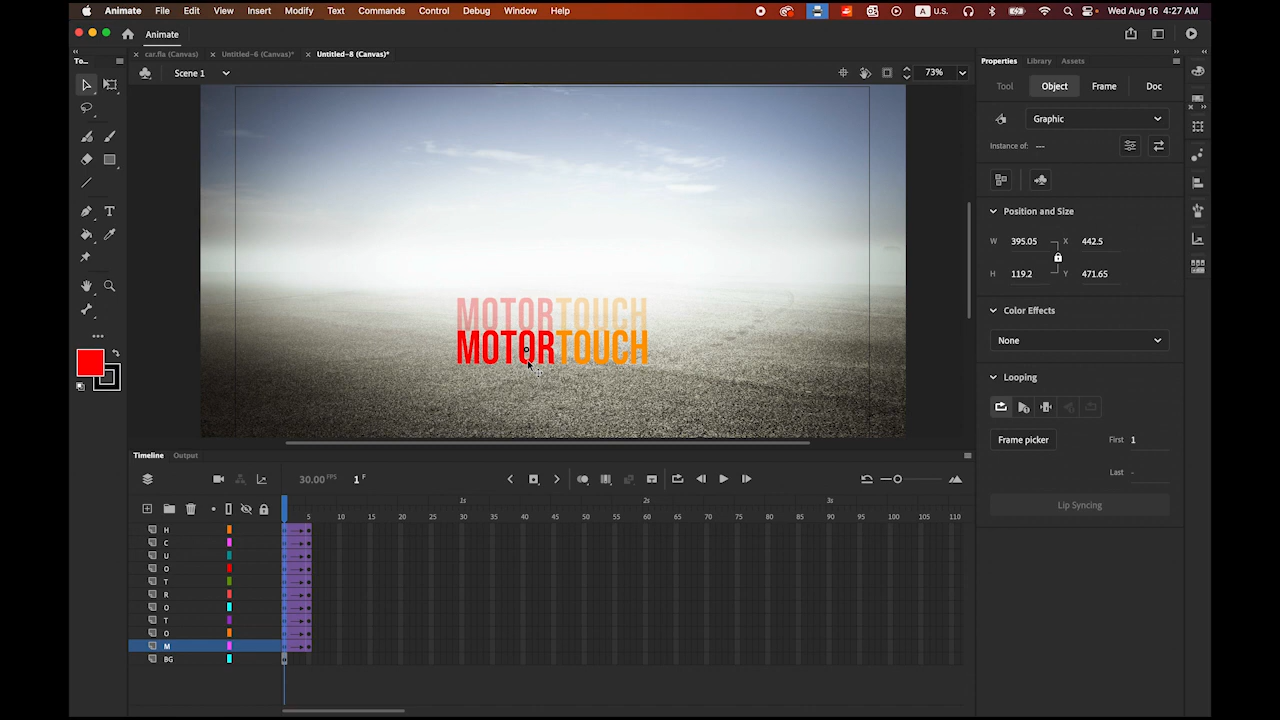 Animate File Edit View Insert Modify Text Commands Control Debug Window Help A U.S. Wed Aug 16 4:27 AM
Animate
To...
× car.fla (Canvas) × Untitled-6 (Canvas)* × Untitled-8 (Canvas)*
Scene 1 73%
Properties Library Assets
Tool Object Frame Doc
Graphic
Instance of: ---
Position and Size
W 395.05 X 442.5
H 119.2 Y 471.65
Color Effects
None
Looping
Frame picker First 1
Last -
Lip Syncing
MOTORTOUCH
MOTORTOUCH
T
Timeline Output
30.00 FPS 1 F
1s 2s 3s
5 10 15 20 25 30 35 40 45 50 55 60 65 70 75 80 85 90 95 100 105 110
H
C
U
O
T
R
O
T
O
M
BG